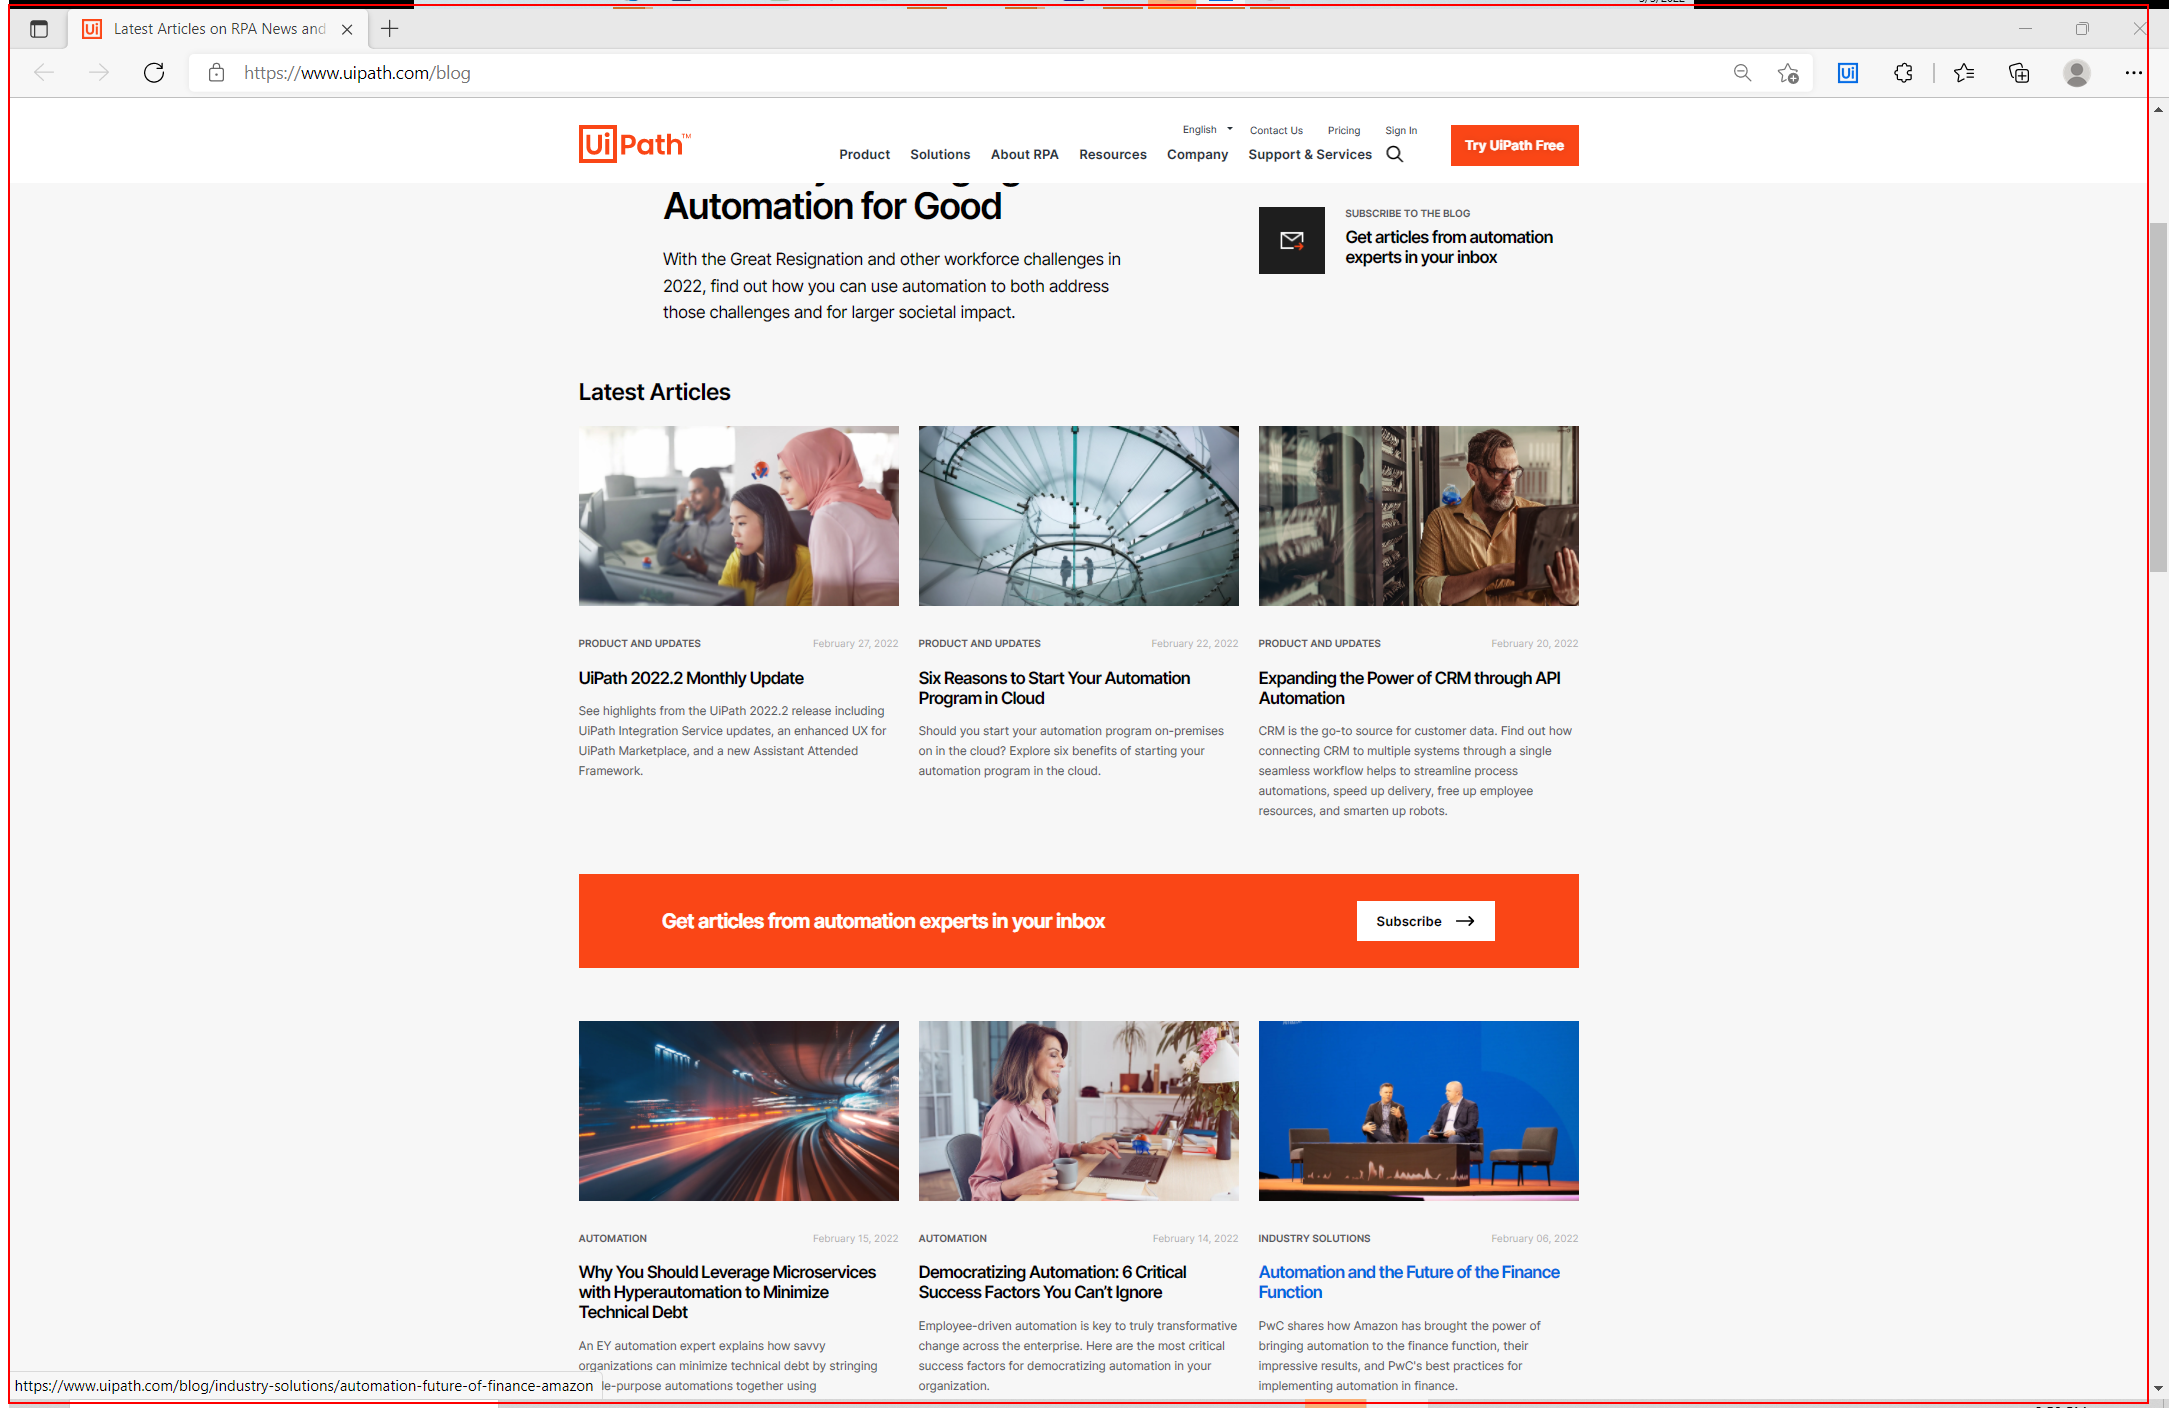 Latest Articles on RPA News and
https://www.uipath.com/blog
UiPath™
English
Contact Us
Pricing
Sign In
Product
Solutions
About RPA
Resources
Company
Support & Services
Try UiPath Free
Automation for Good
With the Great Resignation and other workforce challenges in
2022, find out how you can use automation to both address
those challenges and for larger societal impact.
SUBSCRIBE TO THE BLOG
Get articles from automation
experts in your inbox
Latest Articles
PRODUCT AND UPDATES
February 27, 2022
UiPath 2022.2 Monthly Update
See highlights from the UiPath 2022.2 release including
UiPath Integration Service updates, an enhanced UX for
UiPath Marketplace, and a new Assistant Attended
Framework.
PRODUCT AND UPDATES
February 22, 2022
Six Reasons to Start Your Automation
Program in Cloud
Should you start your automation program on-premises
on in the cloud? Explore six benefits of starting your
automation program in the cloud.
PRODUCT AND UPDATES
February 20, 2022
Expanding the Power of CRM through API
Automation
CRM is the go-to source for customer data. Find out how
connecting CRM to multiple systems through a single
seamless workflow helps to streamline process
automations, speed up delivery, free up employee
resources, and smarten up robots.
Get articles from automation experts in your inbox
Subscribe
AUTOMATION
February 15, 2022
Why You Should Leverage Microservices
with Hyperautomation to Minimize
Technical Debt
An EY automation expert explains how savvy
organizations can minimize technical debt by stringing
le-purpose automations together using
AUTOMATION
February 14, 2022
Democratizing Automation: 6 Critical
Success Factors You Can't Ignore
Employee-driven automation is key to truly transformative
change across the enterprise. Here are the most critical
success factors for democratizing automation in your
organization.
INDUSTRY SOLUTIONS
February 06, 2022
Automation and the Future of the Finance
Function
PwC shares how Amazon has brought the power of
bringing automation to the finance function, their
impressive results, and PwC's best practices for
implementing automation in finance.
https://www.uipath.com/blog/industry-solutions/automation-future-of-finance-amazon